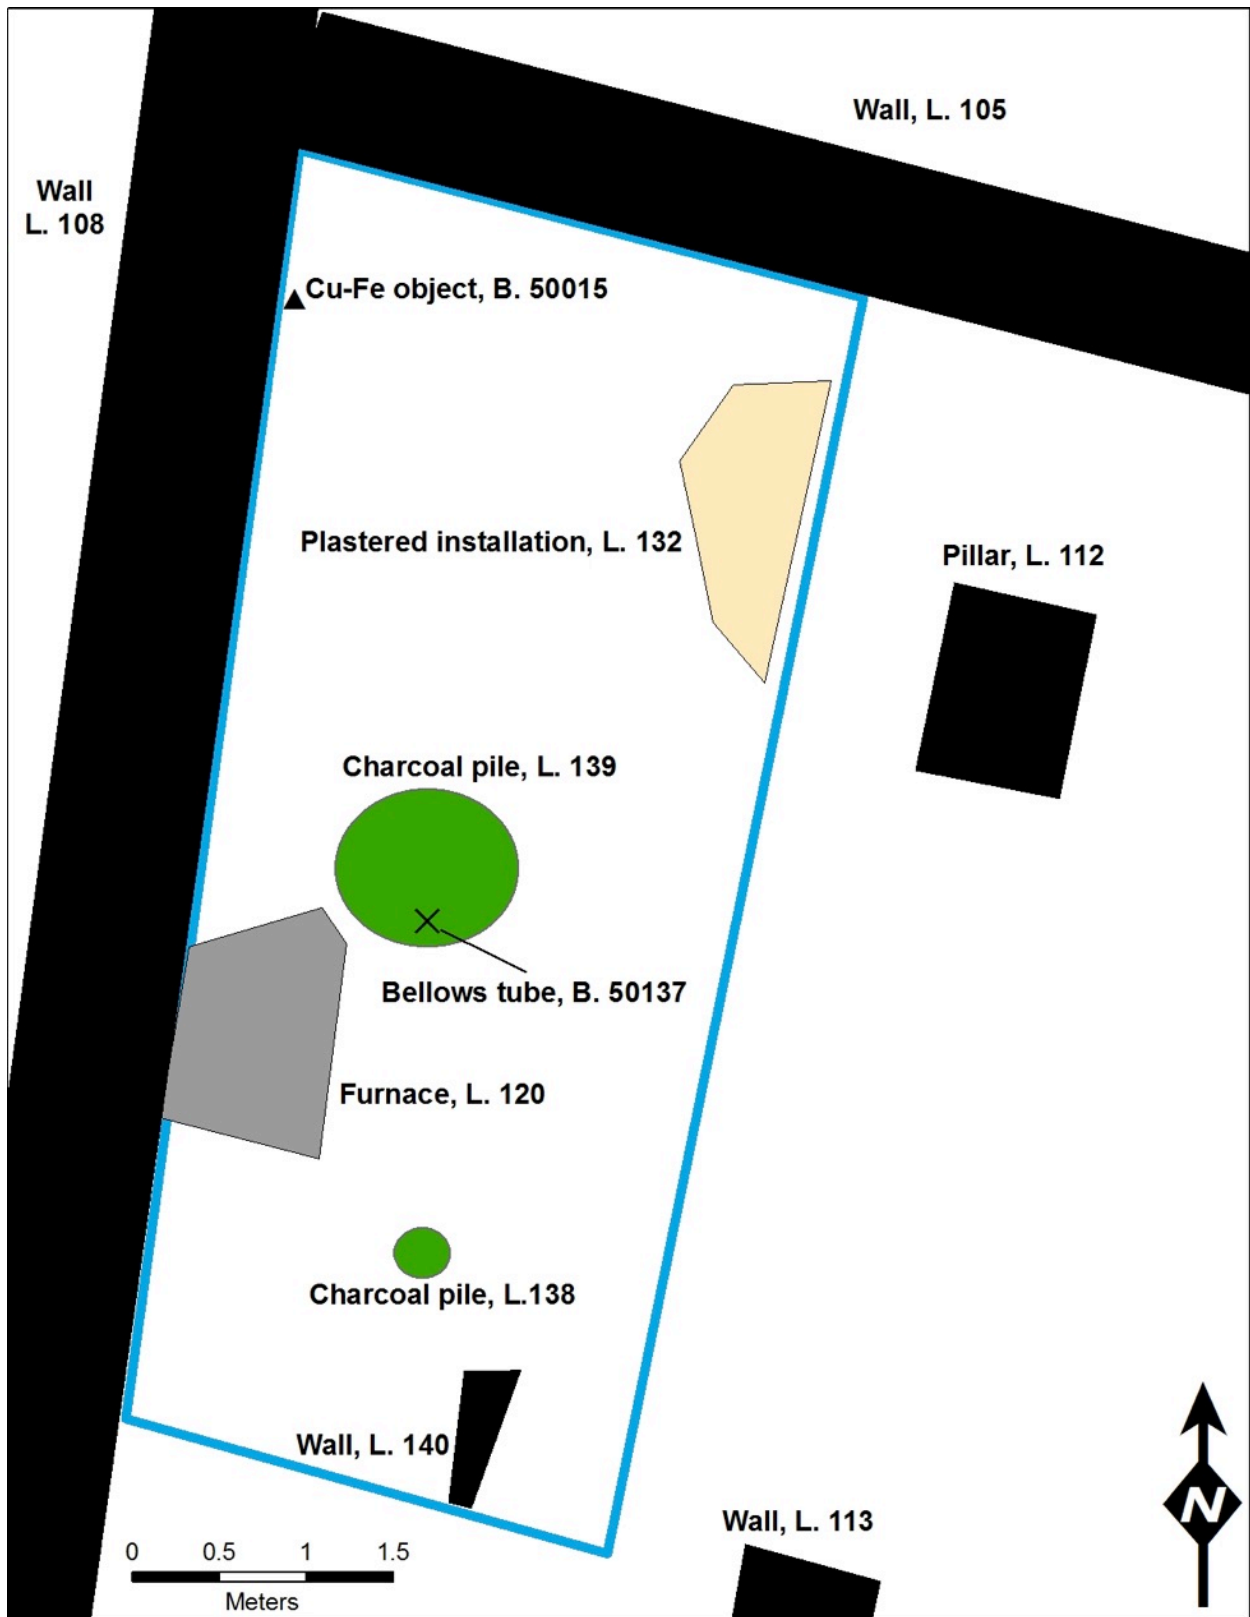 Wall, L. 105
Wall
L. 108
Cu-Fe object, B. 50015
Plastered installation, L. 132
Pillar, L. 112
Charcoal pile, L. 139
Bellows tube, B. 50137
Furnace, L. 120
Charcoal pile, L.138
Wall, L. 140
Wall, L. 113
N
0 0.5 1 1.5
Meters